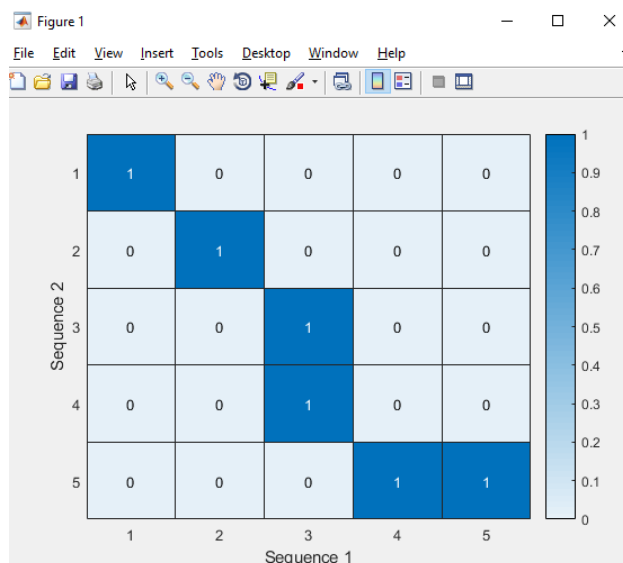 Figure 1
File Edit View Insert Tools Desktop Window Help
1 1 0 0 0 0
2 0 1 0 0 0
3 0 0 1 0 0
4 0 0 1 0 0
5 0 0 0 1 1
1 2 3 4 5
Sequence 1
Sequence 2
1
0.9
0.8
0.7
0.6
0.5
0.4
0.3
0.2
0.1
0